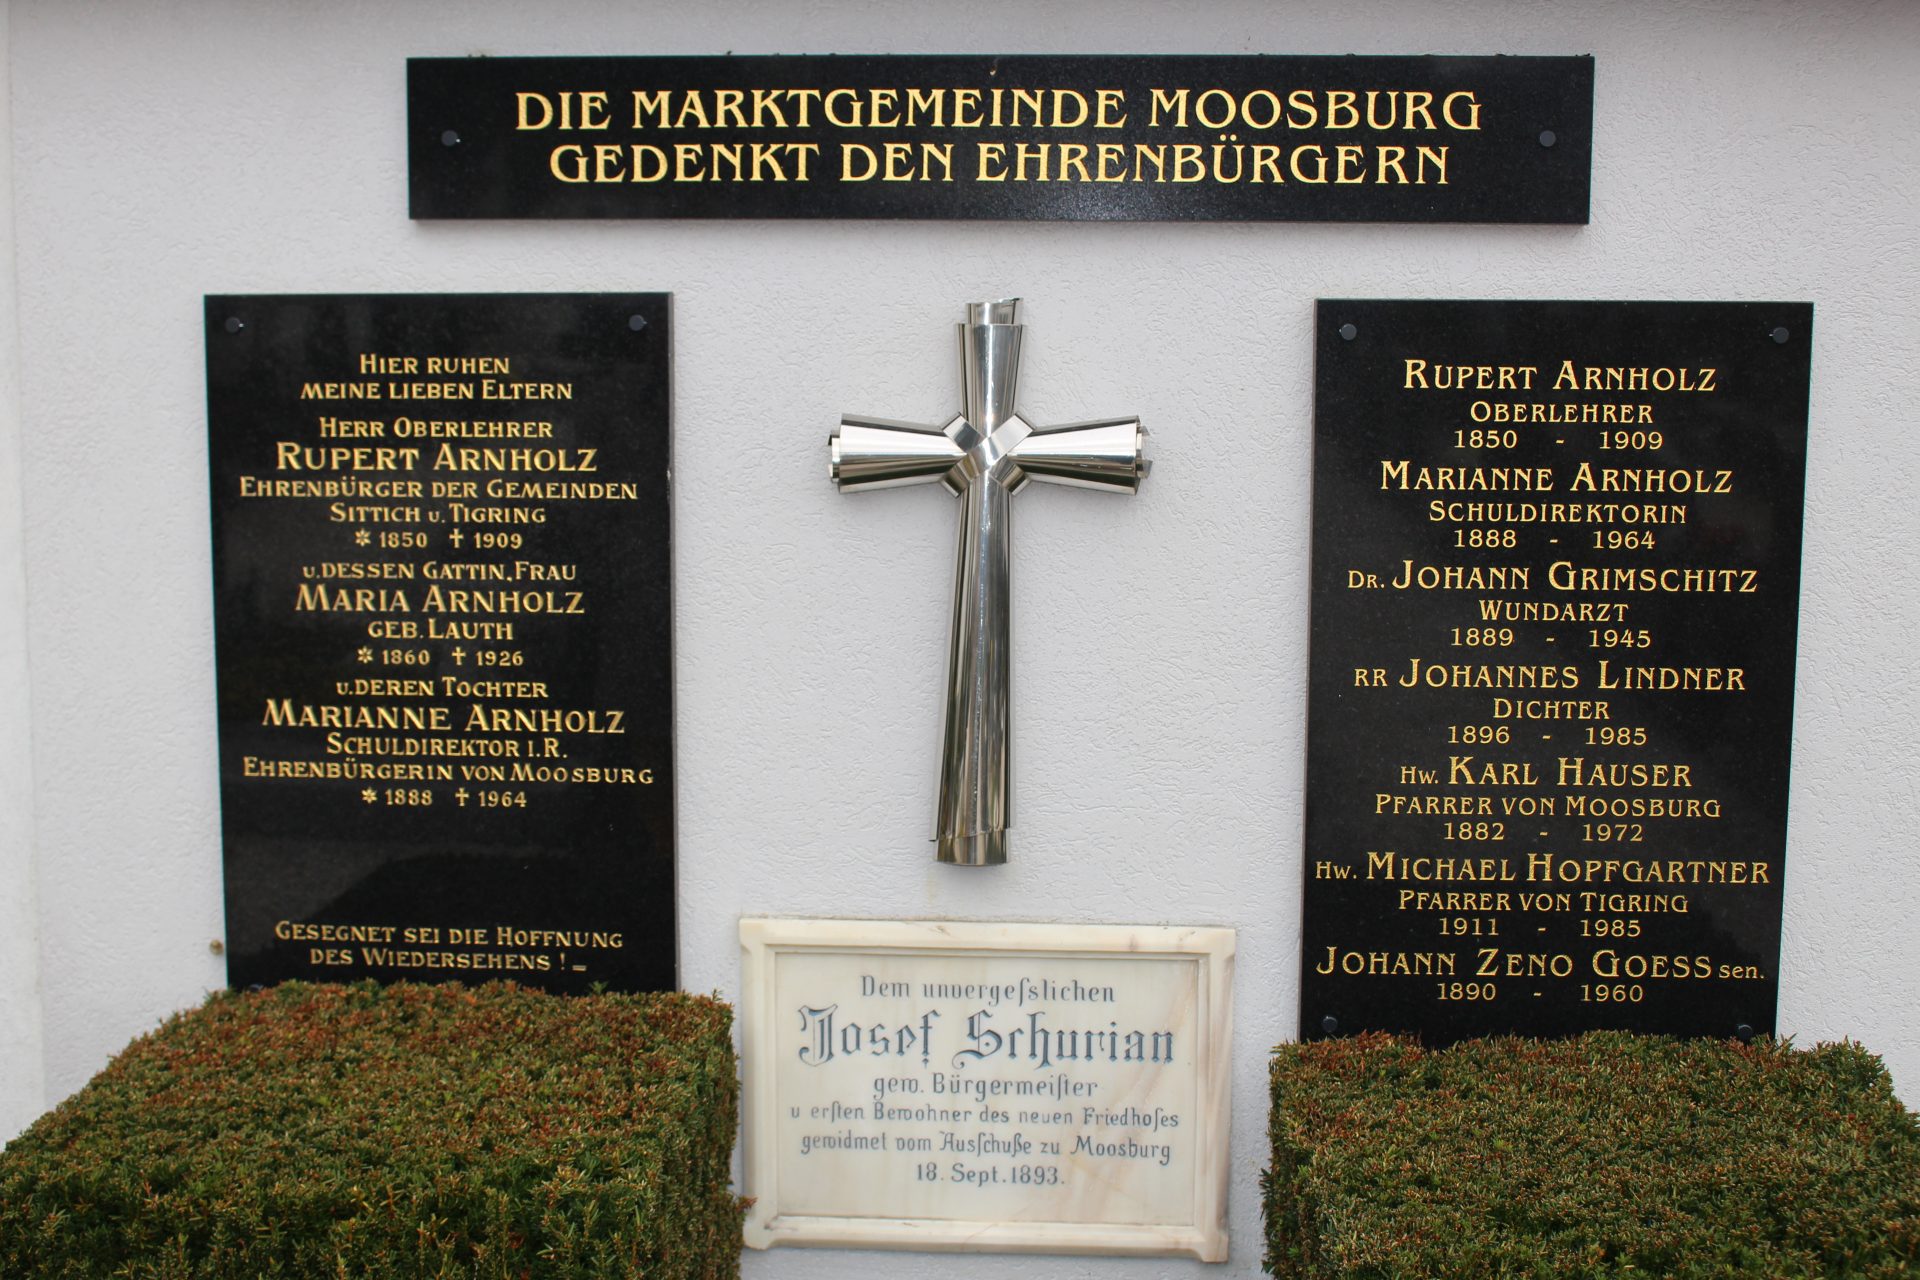 DIE MARKTGEMEINDE MOOSBURG
GEDENKT DEN EHRENBÜRGERN
HIER RUHEN
MEINE LIEBEN ELTERN
HERR OBERLEHRER
RUPERT ARNHOLZ
EHRENBÜRGER DER GEMEINDEN
SITTICH U. TIGRING
* 1850 † 1909
U. DESSEN GATTIN, FRAU
MARIA ARNHOLZ
GEB. LAUTH
* 1860 † 1926
U. DEREN TOCHTER
MARIANNE ARNHOLZ
SCHULDIREKTOR I.R.
EHRENBÜRGERIN VON MOOSBURG
* 1888 † 1964
GESEGNET SEI DIE HOFFNUNG
DES WIEDERSEHENS ! _
Dem unvergeſslichen
Josef Schurian
gew. Bürgermeiſter
u erſten Bewohner des neuen Friedhofes
gewidmet vom Ausſchuße zu Moosburg
18. Sept. 1893.
RUPERT ARNHOLZ
OBERLEHRER
1850 - 1909
MARIANNE ARNHOLZ
SCHULDIREKTORIN
1888 - 1964
DR. JOHANN GRIMSCHITZ
WUNDARZT
1889 - 1945
RR JOHANNES LINDNER
DICHTER
1896 - 1985
HW. KARL HAUSER
PFARRER VON MOOSBURG
1882 - 1972
HW. MICHAEL HOPFGARTNER
PFARRER VON TIGRING
1911 - 1985
JOHANN ZENO GOESS SEN.
1890 - 1960